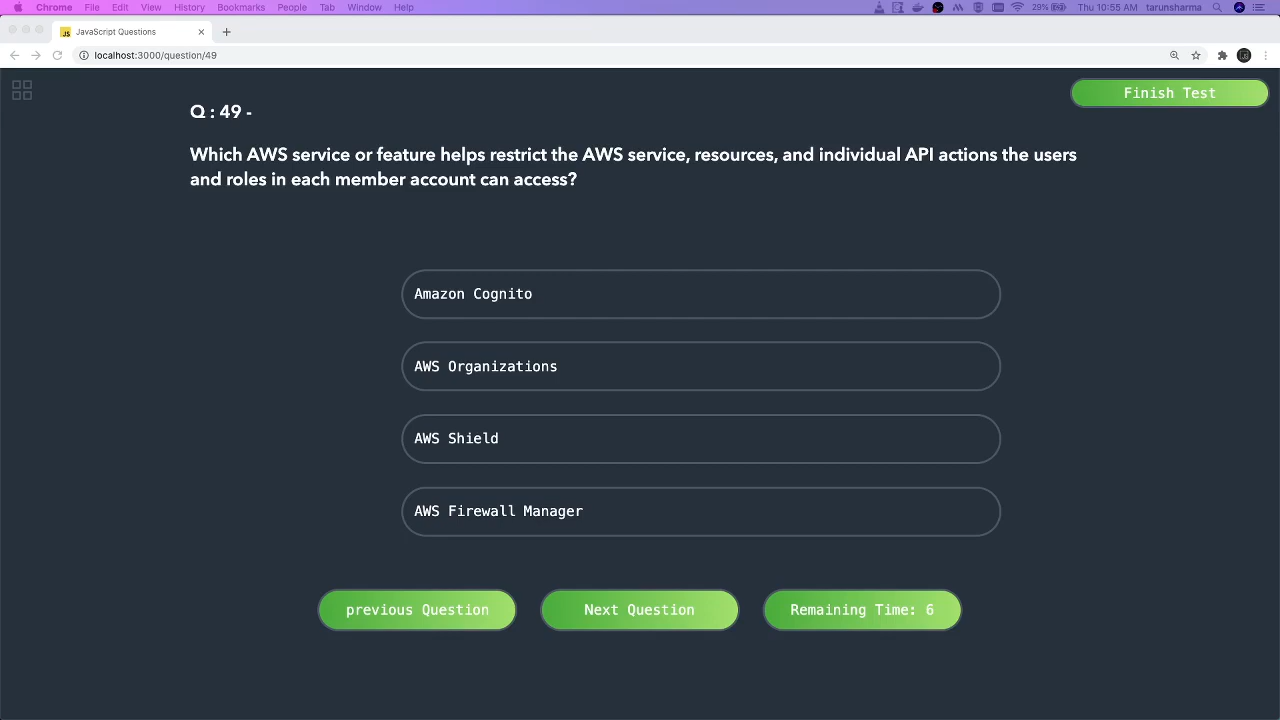 Chrome File Edit View History Bookmarks People Tab Window Help 29% Thu 10:55 AM tarunsharma
JS JavaScript Questions
localhost:3000/question/49
Finish Test
Q : 49 -
Which AWS service or feature helps restrict the AWS service, resources, and individual API actions the users
and roles in each member account can access?
Amazon Cognito
AWS Organizations
AWS Shield
AWS Firewall Manager
previous Question Next Question Remaining Time: 6